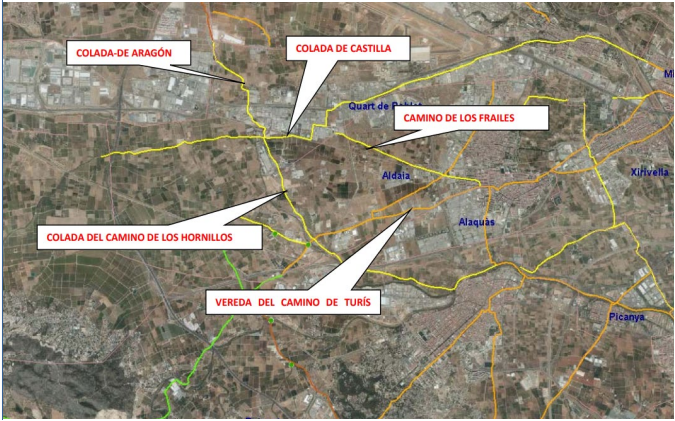 COLADA-DE ARAGÓN
COLADA DE CASTILLA
Quart de Poblet
CAMINO DE LOS FRAILES
Aldaia
Xirivella
Alaquàs
COLADA DEL CAMINO DE LOS HORNILLOS
VEREDA DEL CAMINO DE TURÍS
Picanya